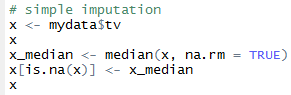 # simple imputation
x <- mydata$tv
x
x_median <- median(x, na.rm = TRUE)
x[is.na(x)] <- x_median
x